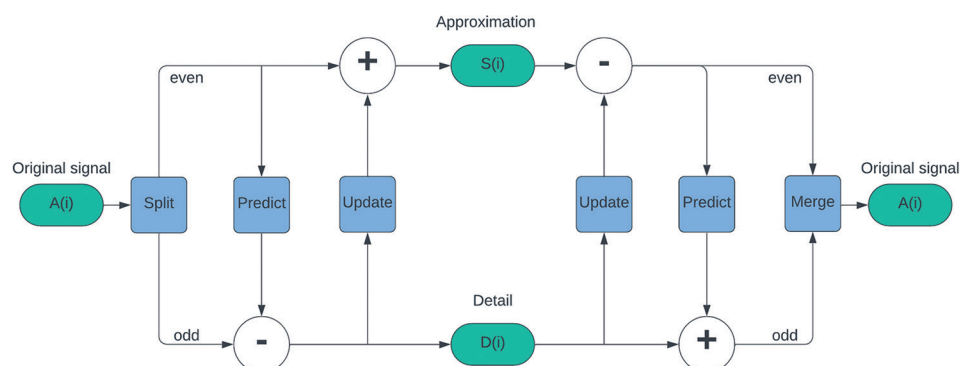 Approximation
+
S(i)
-
even
even
Original signal
Original signal
A(i)
Split
Predict
Update
Update
Predict
Merge
A(i)
Detail
odd
-
D(i)
+
odd